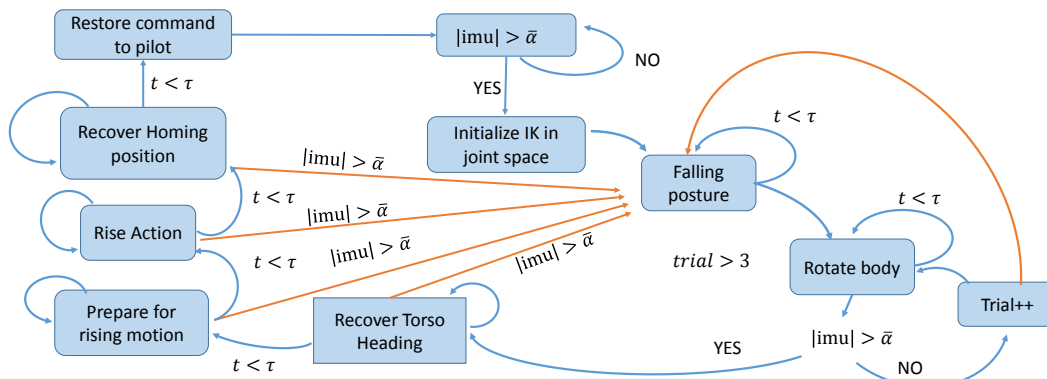 Restore command
to pilot
|imu| > ᾱ
NO
YES
t < τ
Recover Homing
position
Initialize IK in
joint space
t < τ
Falling
posture
|imu| > ᾱ
t < τ
Rise Action
|imu| > ᾱ
t < τ
|imu| > ᾱ
|imu| > ᾱ
trial > 3
Rotate body
t < τ
Prepare for
rising motion
Recover Torso
Heading
Trial++
t < τ
YES
|imu| > ᾱ
NO